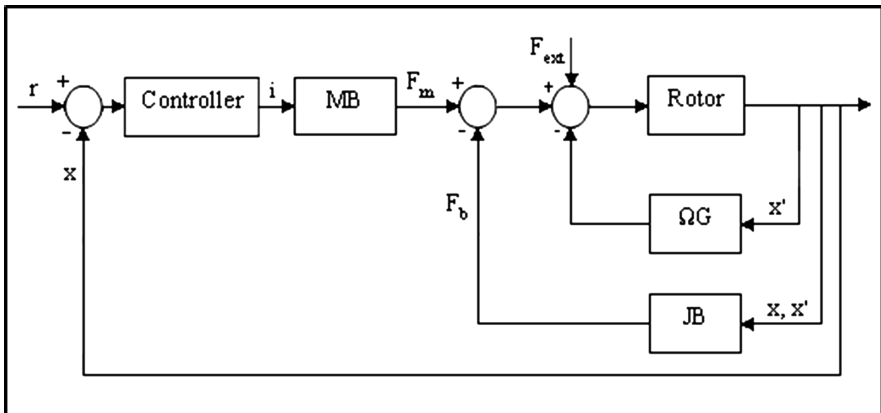 F_ext
r + Controller i MB F_m + + Rotor
- - -
x
F_b ΩG x'
JB x, x'